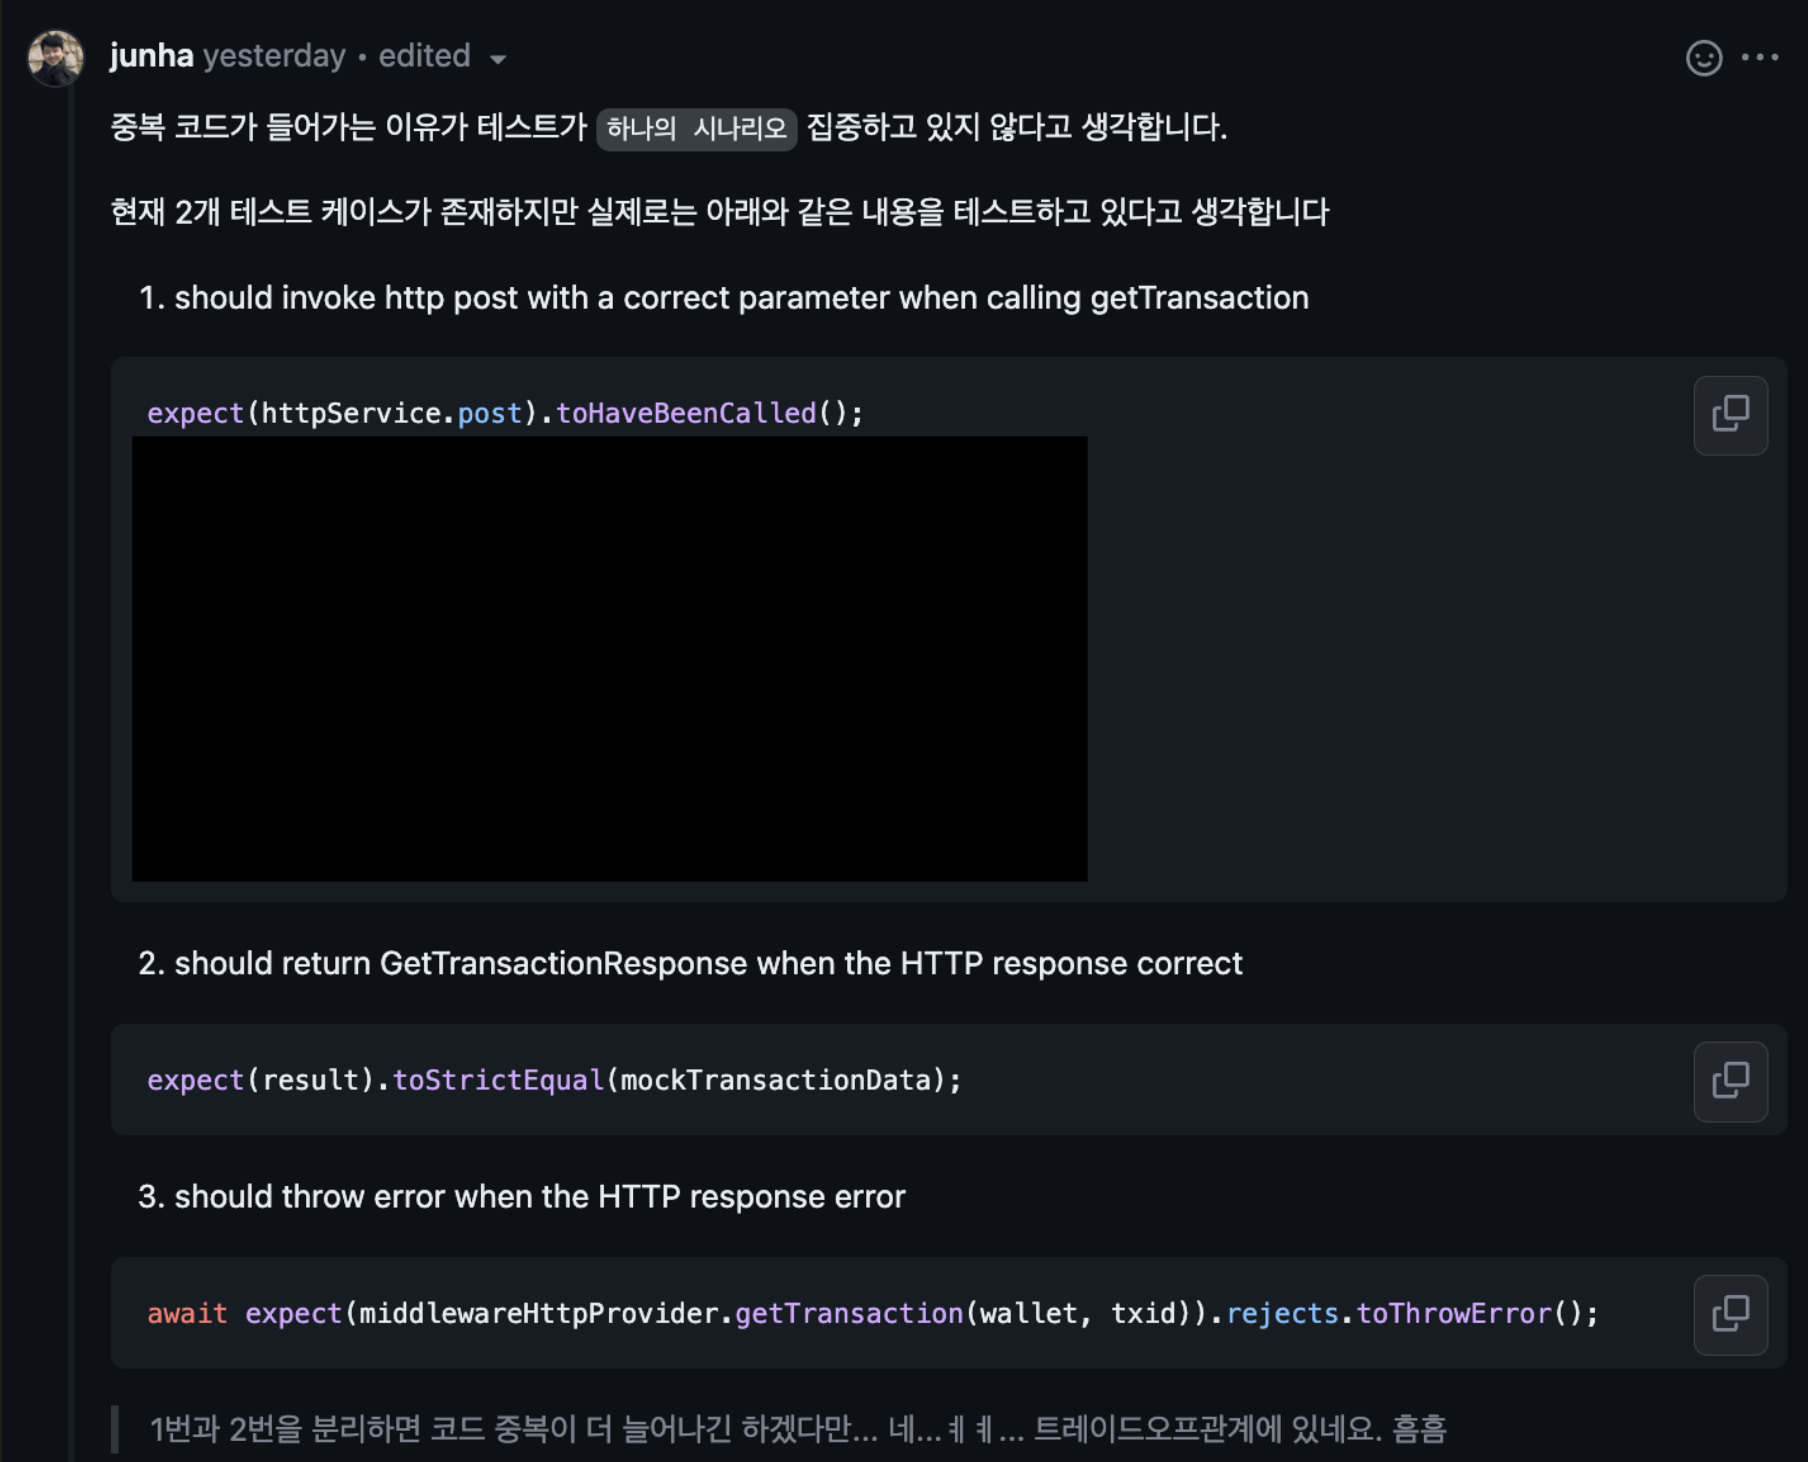 junha yesterday • edited
중복 코드가 들어가는 이유가 테스트가 하나의 시나리오 집중하고 있지 않다고 생각합니다.
현재 2개 테스트 케이스가 존재하지만 실제로는 아래와 같은 내용을 테스트하고 있다고 생각합니다
1. should invoke http post with a correct parameter when calling getTransaction
expect(httpService.post).toHaveBeenCalled();
2. should return GetTransactionResponse when the HTTP response correct
expect(result).toStrictEqual(mockTransactionData);
3. should throw error when the HTTP response error
await expect(middlewareHttpProvider.getTransaction(wallet, txid)).rejects.toThrowError();
1번과 2번을 분리하면 코드 중복이 더 늘어나긴 하겠다만... 네...ㅖㅖ... 트레이드오프관계에 있네요. 흠흠